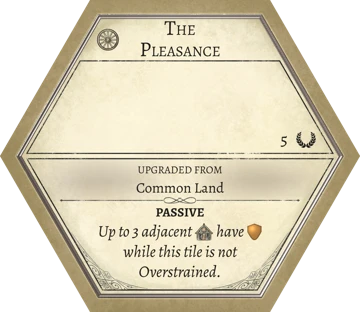 The
Pleasance
5
UPGRADED FROM
Common Land
PASSIVE
Up to 3 adjacent have
while this tile is not
Overstrained.